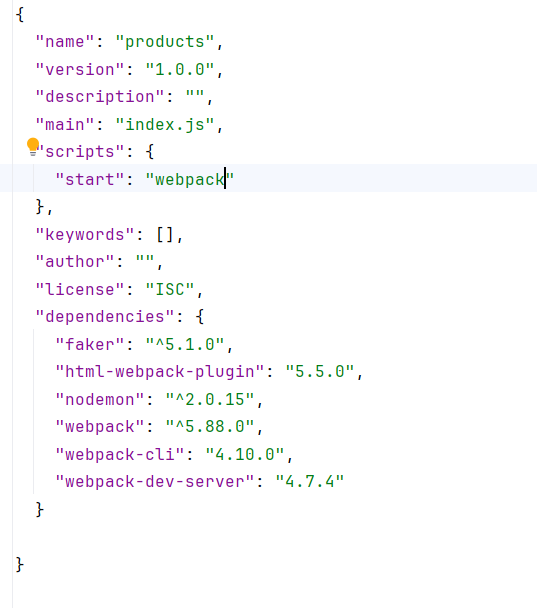 {
"name": "products",
"version": "1.0.0",
"description": "",
"main": "index.js",
"scripts": {
"start": "webpack"
},
"keywords": [],
"author": "",
"license": "ISC",
"dependencies": {
"faker": "^5.1.0",
"html-webpack-plugin": "5.5.0",
"nodemon": "^2.0.15",
"webpack": "^5.88.0",
"webpack-cli": "4.10.0",
"webpack-dev-server": "4.7.4"
}
}